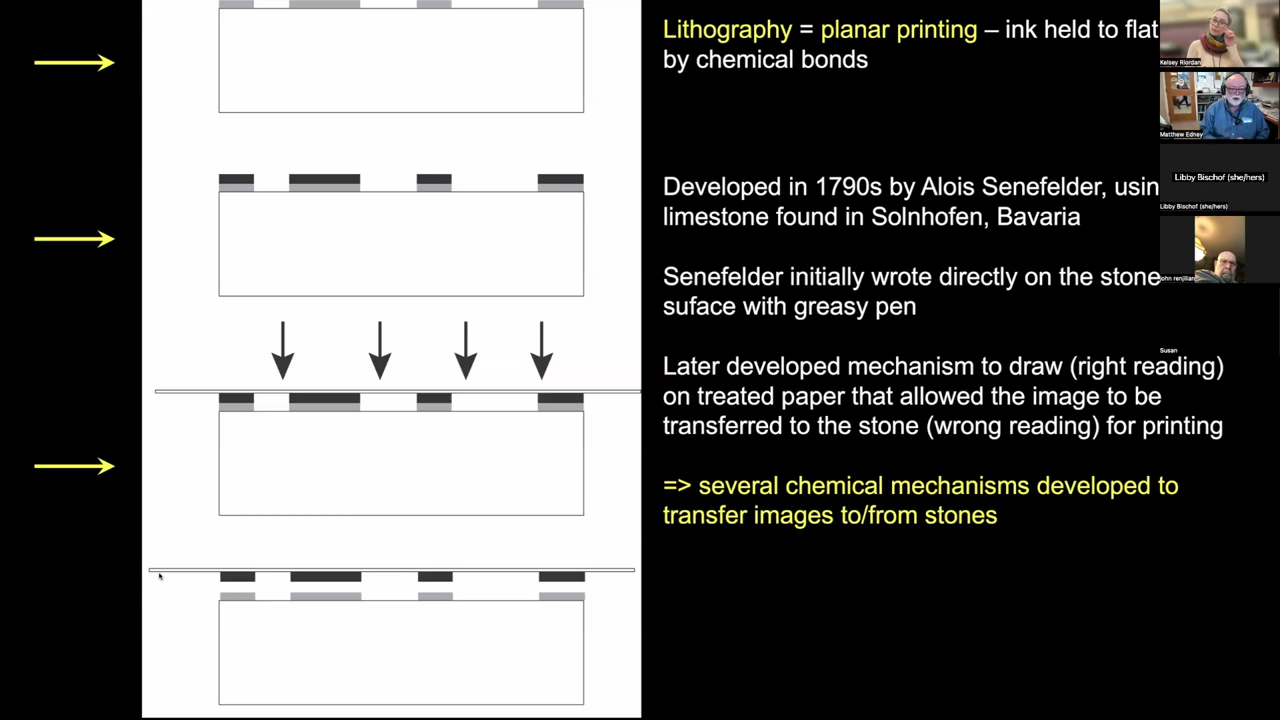 Lithography = planar printing – ink held to flat
by chemical bonds
Developed in 1790s by Alois Senefelder, usin
limestone found in Solnhofen, Bavaria
Senefelder initially wrote directly on the stone
suface with greasy pen
Later developed mechanism to draw (right reading)
on treated paper that allowed the image to be
transferred to the stone (wrong reading) for printing
=> several chemical mechanisms developed to
transfer images to/from stones
Kelsey Riordan
Matthew Edney
Libby Bischof (she/hers)
Libby Bischof (she/hers)
john renjilian
Susan